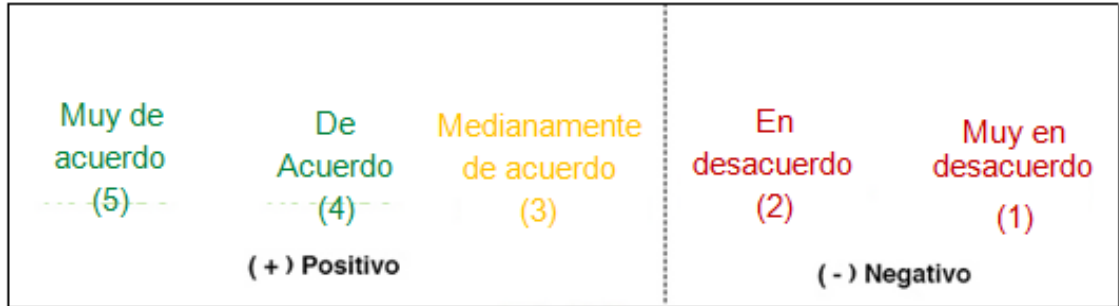 Muy de
acuerdo
(5)
De
Acuerdo
(4)
Medianamente
de acuerdo
(3)
(+) Positivo
En
desacuerdo
(2)
Muy en
desacuerdo
(1)
(-) Negativo